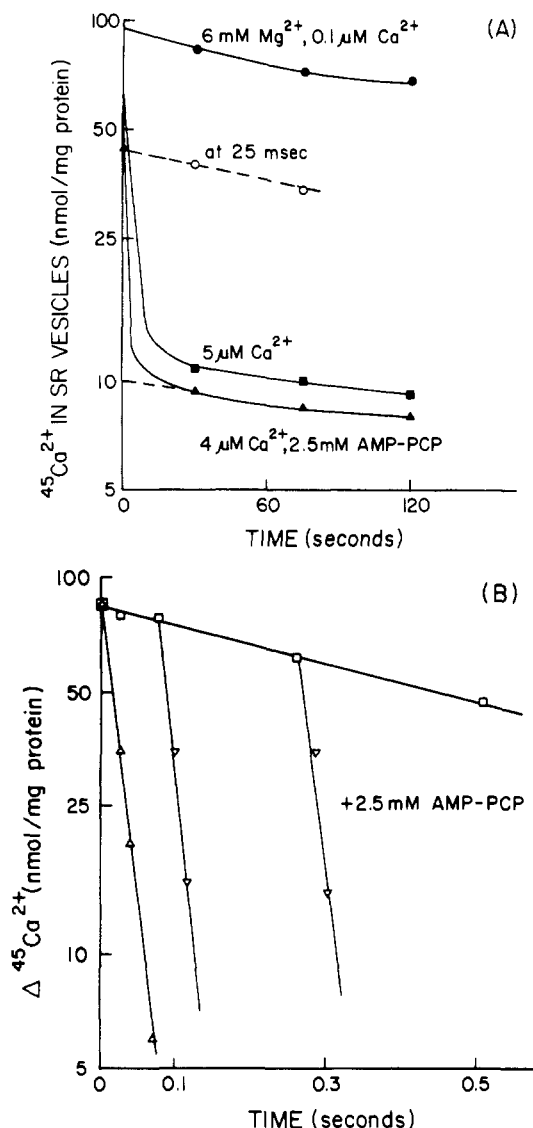 (A)
100
50
25
10
5
6 mM Mg²⁺, 0.1 μM Ca²⁺
at 25 msec
5 μM Ca²⁺
4 μM Ca²⁺, 2.5 mM AMP-PCP
⁴⁵Ca²⁺ IN SR VESICLES (nmol/mg protein)
0 60 120
TIME (seconds)
(B)
100
50
25
10
5
+2.5 mM AMP-PCP
Δ ⁴⁵Ca²⁺ (nmol/mg protein)
0 0.1 0.3 0.5
TIME (seconds)